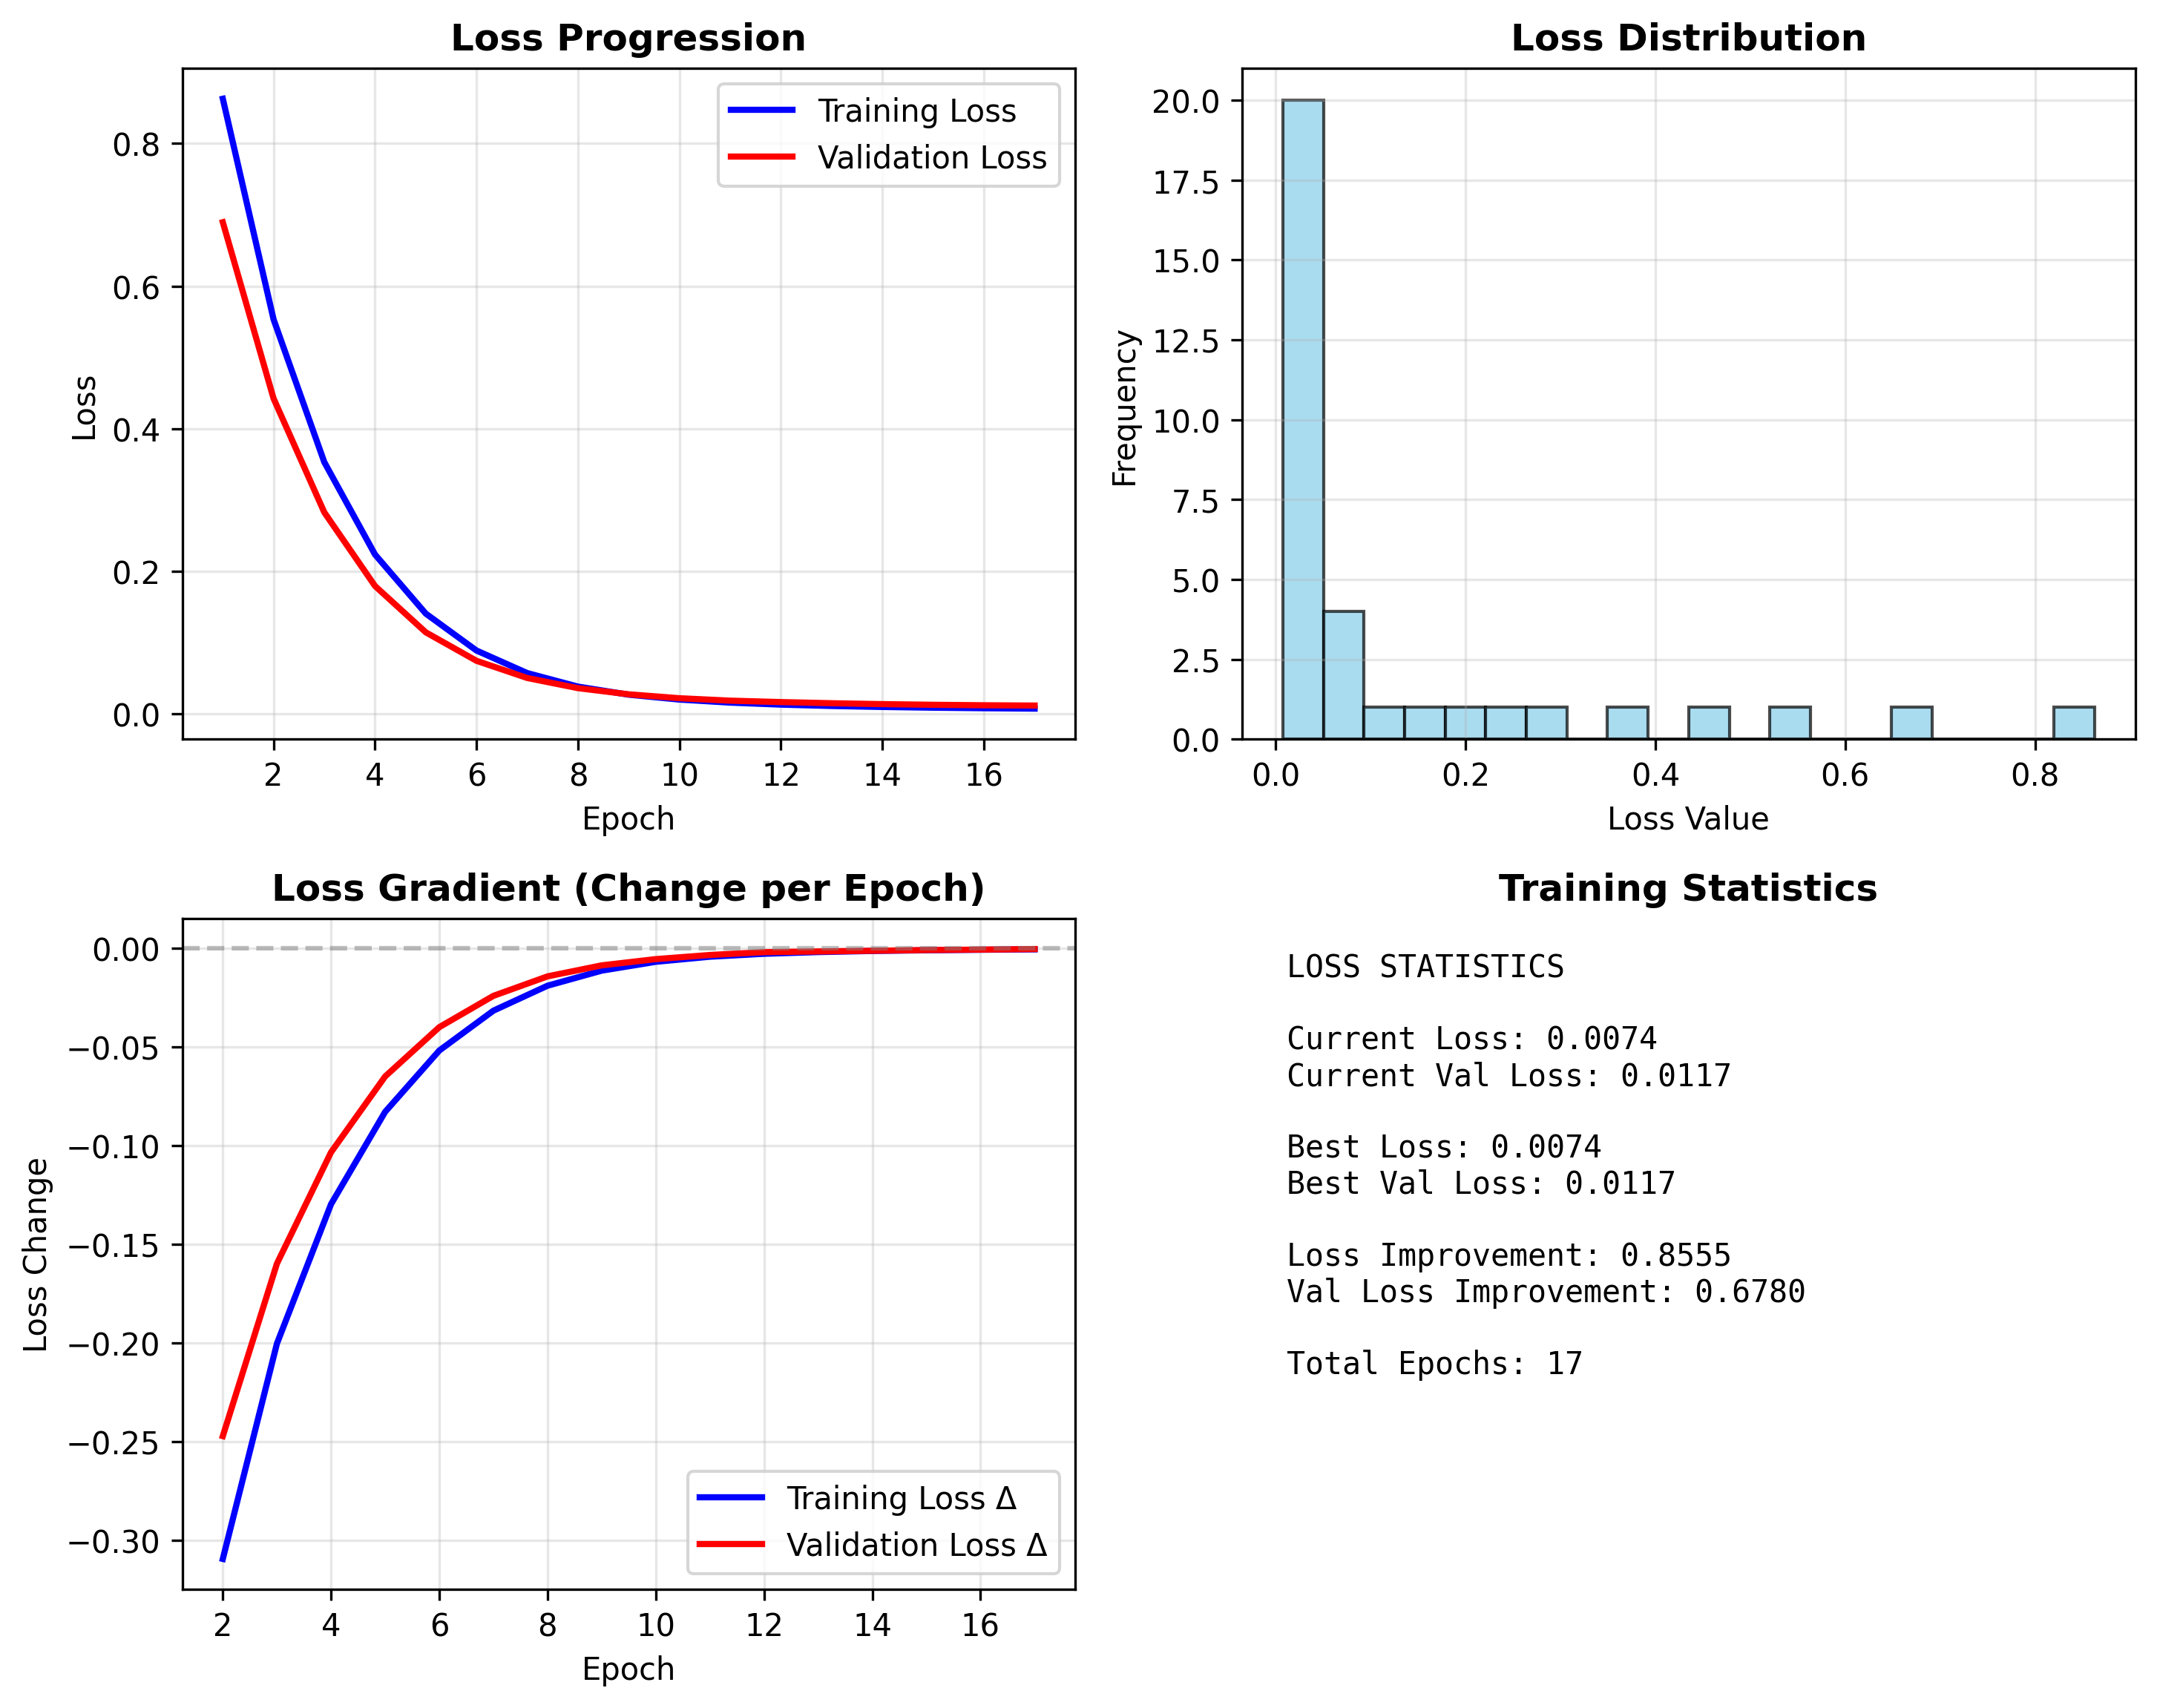 Loss Progression
Training Loss
Validation Loss
0.8
0.6
0.4
0.2
0.0
Loss
2 4 6 8 10 12 14 16
Epoch
Loss Distribution
20.0
17.5
15.0
12.5
10.0
7.5
5.0
2.5
0.0
Frequency
0.0 0.2 0.4 0.6 0.8
Loss Value
Loss Gradient (Change per Epoch)
0.00
−0.05
−0.10
−0.15
−0.20
−0.25
−0.30
Loss Change
Training Loss Δ
Validation Loss Δ
2 4 6 8 10 12 14 16
Epoch
Training Statistics
LOSS STATISTICS
Current Loss: 0.0074
Current Val Loss: 0.0117
Best Loss: 0.0074
Best Val Loss: 0.0117
Loss Improvement: 0.8555
Val Loss Improvement: 0.6780
Total Epochs: 17